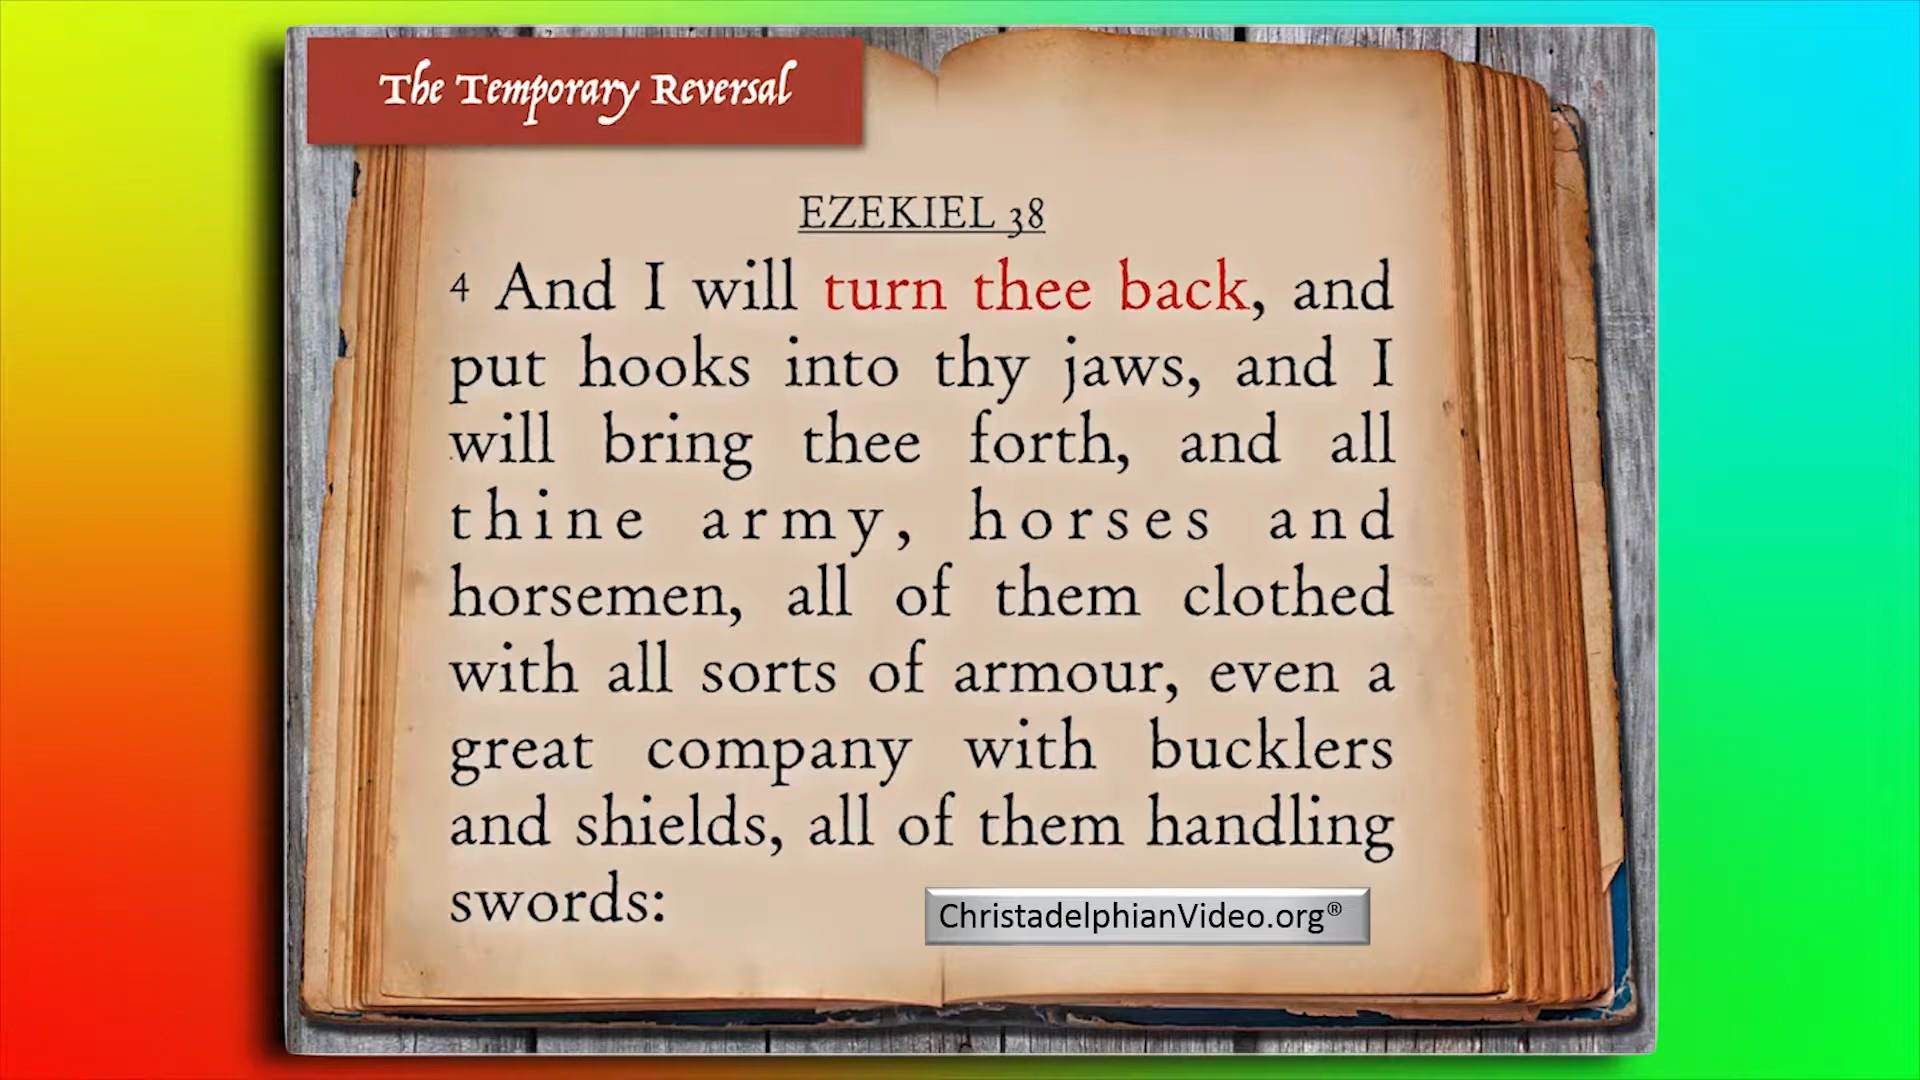 The Temporary Reversal
EZEKIEL 38
4 And I will turn thee back, and
put hooks into thy jaws, and I
will bring thee forth, and all
thine army, horses and
horsemen, all of them clothed
with all sorts of armour, even a
great company with bucklers
and shields, all of them handling
swords:
ChristadelphianVideo.org®